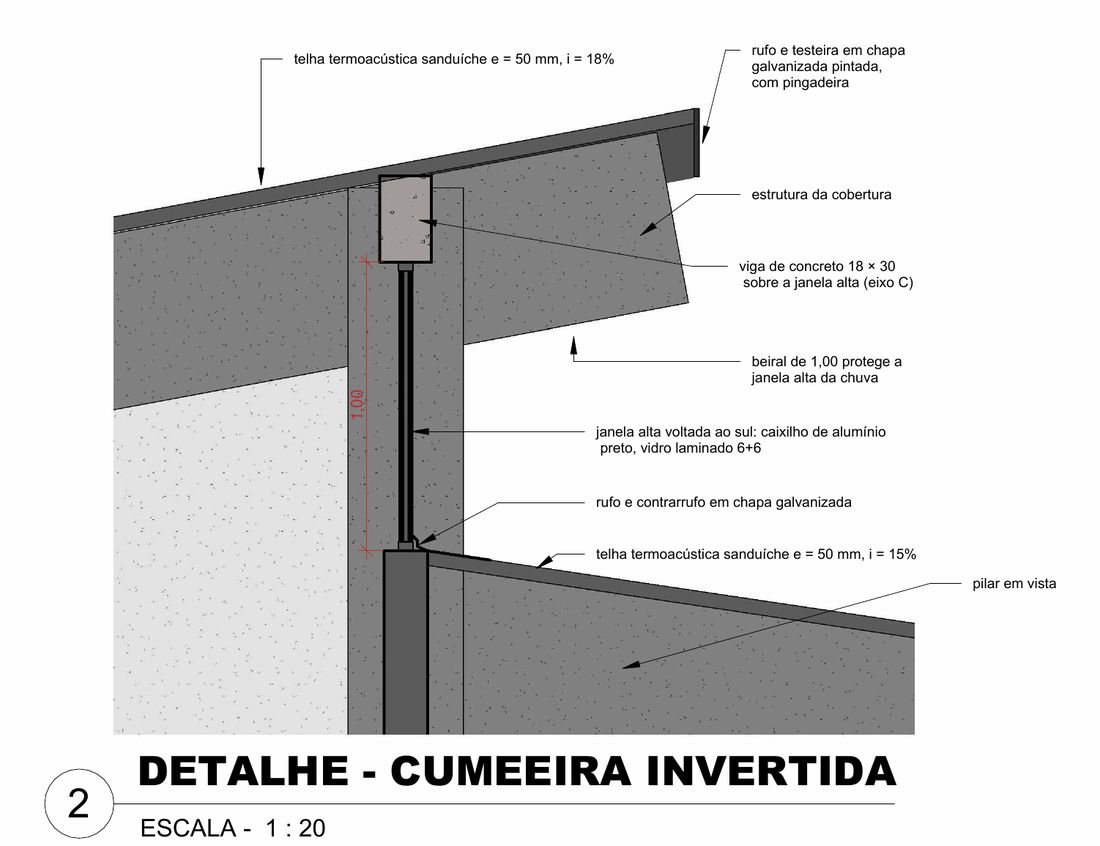 telha termoacústica sanduíche e = 50 mm, i = 18%
rufo e testeira em chapa
galvanizada pintada,
com pingadeira
estrutura da cobertura
viga de concreto 18 × 30
sobre a janela alta (eixo C)
beiral de 1,00 protege a
janela alta da chuva
1,00
janela alta voltada ao sul: caixilho de alumínio
preto, vidro laminado 6+6
rufo e contrarrufo em chapa galvanizada
telha termoacústica sanduíche e = 50 mm, i = 15%
pilar em vista
DETALHE - CUMEEIRA INVERTIDA
2
ESCALA - 1 : 20